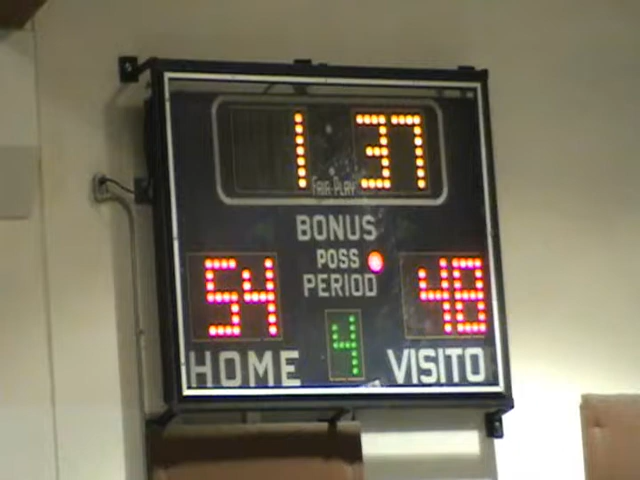 1 37
FAIR-PLAY
BONUS
POSS
PERIOD
54 48
4
HOME VISITO